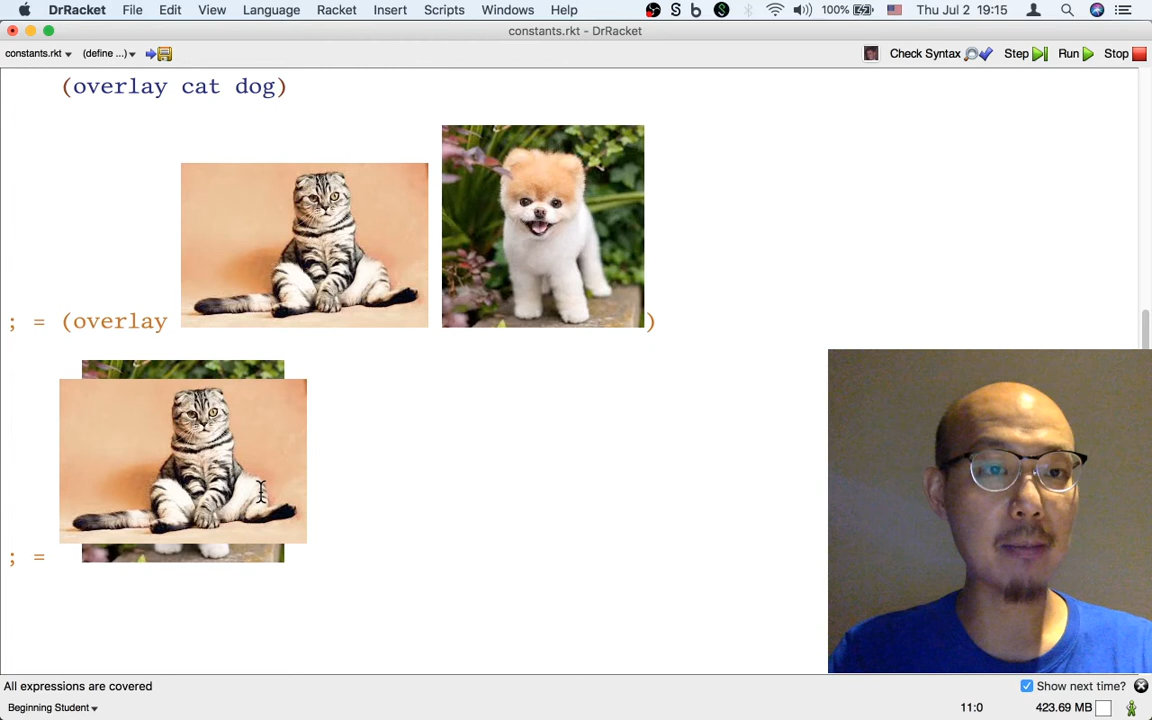 DrRacket File Edit View Language Racket Insert Scripts Windows Help 100% Thu Jul 2 19:15
constants.rkt - DrRacket
constants.rkt (define ...) Check Syntax Step Run Stop
(overlay cat dog)
; = (overlay )
; =
All expressions are covered Show next time?
Beginning Student 11:0 423.69 MB